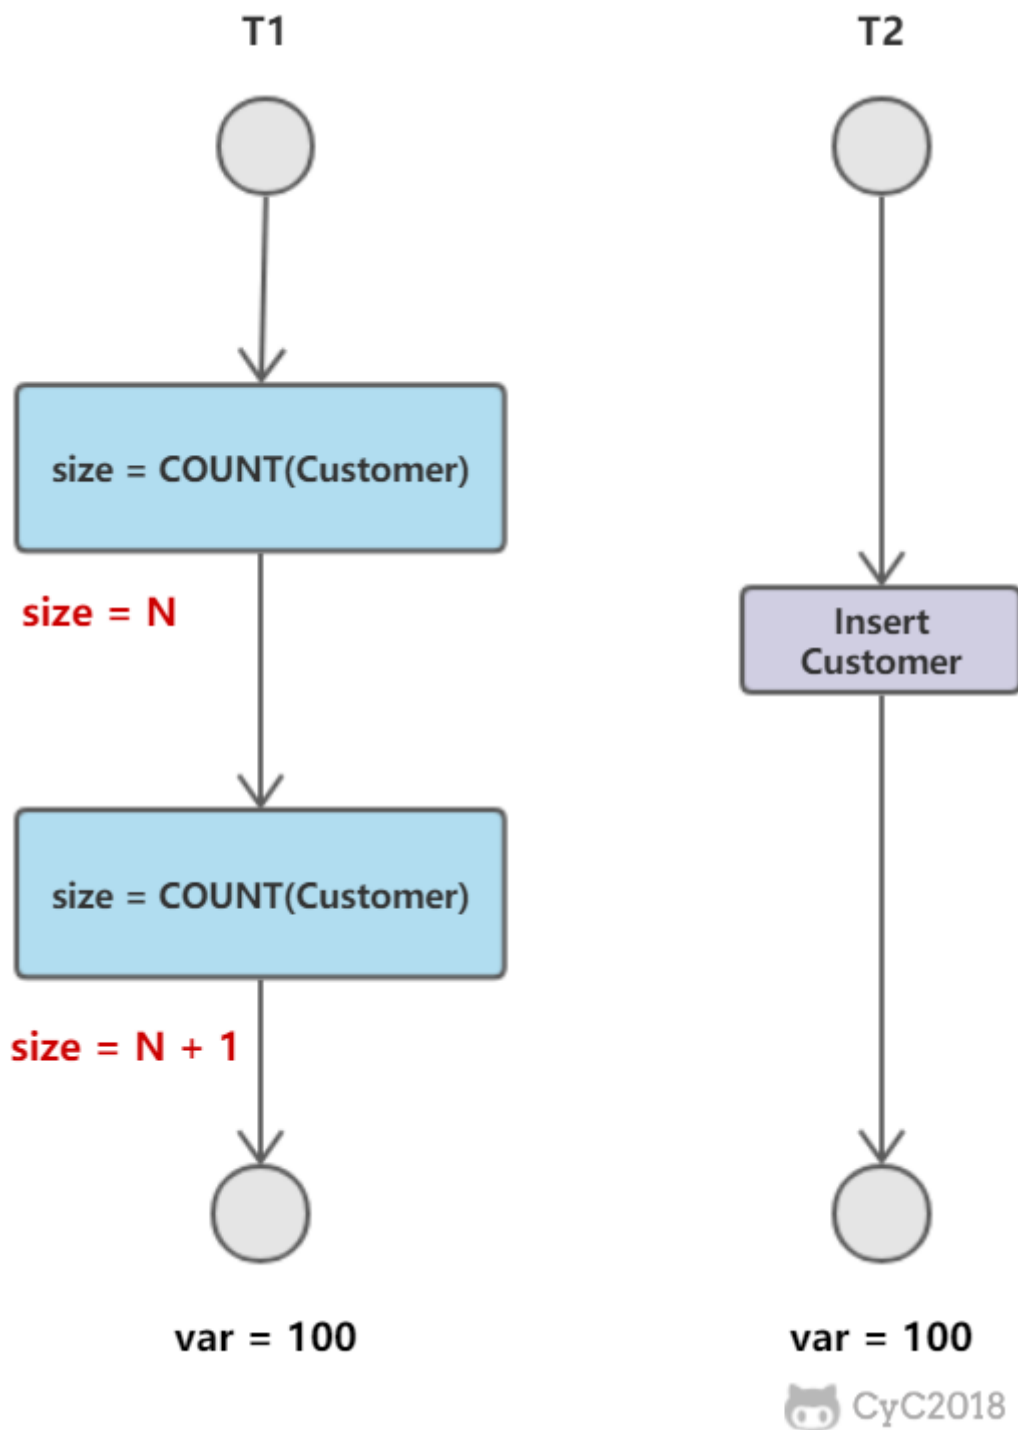 T1
T2
size = COUNT(Customer)
size = N
Insert
Customer
size = COUNT(Customer)
size = N + 1
var = 100
var = 100
CyC2018